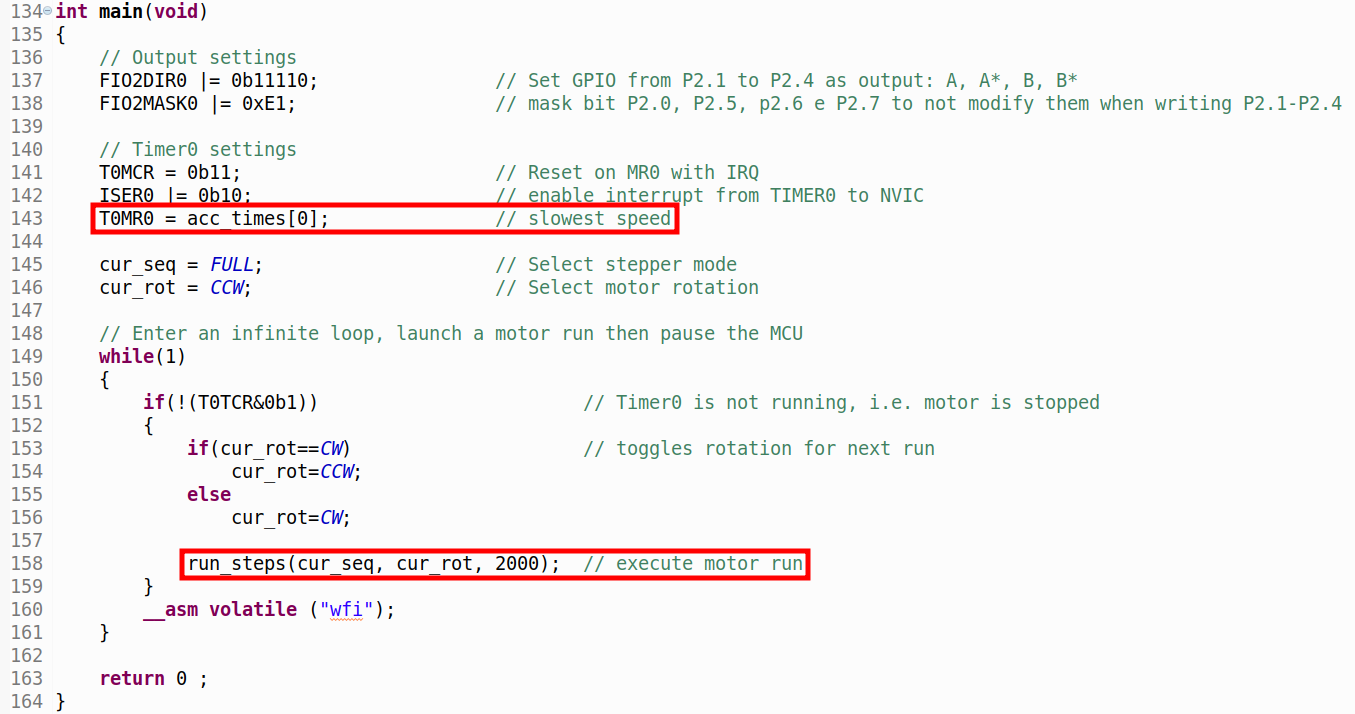 134 int main(void)
135 {
136     // Output settings
137     FIO2DIR0 |= 0b11110;                // Set GPIO from P2.1 to P2.4 as output: A, A*, B, B*
138     FIO2MASK0 |= 0xE1;                  // mask bit P2.0, P2.5, p2.6 e P2.7 to not modify them when writing P2.1-P2.4
139
140     // Timer0 settings
141     T0MCR = 0b11;                       // Reset on MR0 with IRQ
142     ISER0 |= 0b10;                      // enable interrupt from TIMER0 to NVIC
143     T0MR0 = acc_times[0];               // slowest speed
144
145     cur_seq = FULL;                     // Select stepper mode
146     cur_rot = CCW;                      // Select motor rotation
147
148     // Enter an infinite loop, launch a motor run then pause the MCU
149     while(1)
150     {
151         if(!(T0TCR&0b1))                        // Timer0 is not running, i.e. motor is stopped
152         {
153             if(cur_rot==CW)                     // toggles rotation for next run
154                 cur_rot=CCW;
155             else
156                 cur_rot=CW;
157
158             run_steps(cur_seq, cur_rot, 2000);  // execute motor run
159         }
160         __asm volatile ("wfi");
161     }
162
163     return 0 ;
164 }